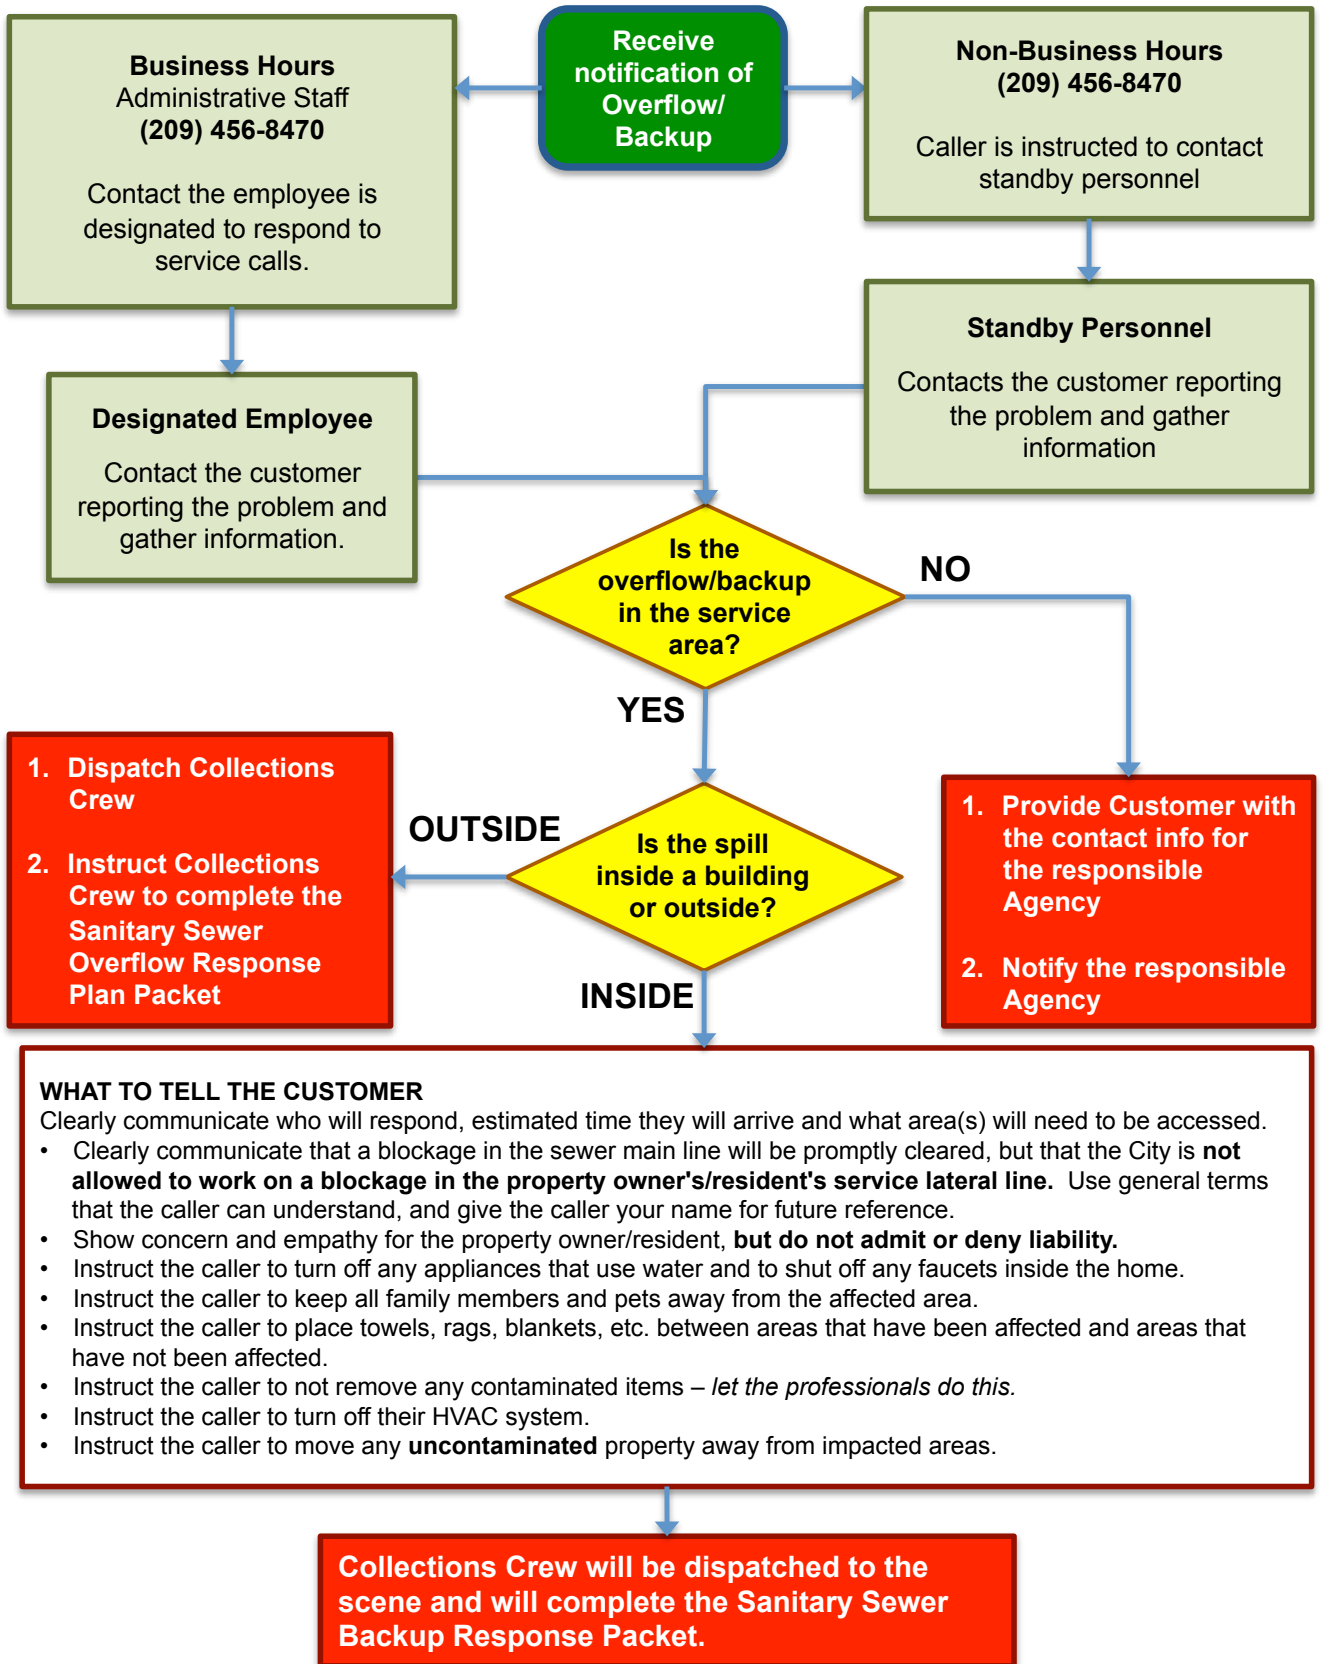 Receive
notification of
Overflow/
Backup
Business Hours
Administrative Staff
(209) 456-8470
Contact the employee is
designated to respond to
service calls.
Non-Business Hours
(209) 456-8470
Caller is instructed to contact
standby personnel
Designated Employee
Contact the customer
reporting the problem and
gather information.
Standby Personnel
Contacts the customer reporting
the problem and gather
information
Is the
overflow/backup
in the service
area?
NO
YES
1. Dispatch Collections
Crew
2. Instruct Collections
Crew to complete the
Sanitary Sewer
Overflow Response
Plan Packet
OUTSIDE
Is the spill
inside a building
or outside?
1. Provide Customer with
the contact info for
the responsible
Agency
2. Notify the responsible
Agency
INSIDE
WHAT TO TELL THE CUSTOMER
Clearly communicate who will respond, estimated time they will arrive and what area(s) will need to be accessed.
• Clearly communicate that a blockage in the sewer main line will be promptly cleared, but that the City is not
allowed to work on a blockage in the property owner's/resident's service lateral line. Use general terms
that the caller can understand, and give the caller your name for future reference.
• Show concern and empathy for the property owner/resident, but do not admit or deny liability.
• Instruct the caller to turn off any appliances that use water and to shut off any faucets inside the home.
• Instruct the caller to keep all family members and pets away from the affected area.
• Instruct the caller to place towels, rags, blankets, etc. between areas that have been affected and areas that
have not been affected.
• Instruct the caller to not remove any contaminated items – let the professionals do this.
• Instruct the caller to turn off their HVAC system.
• Instruct the caller to move any uncontaminated property away from impacted areas.
Collections Crew will be dispatched to the
scene and will complete the Sanitary Sewer
Backup Response Packet.